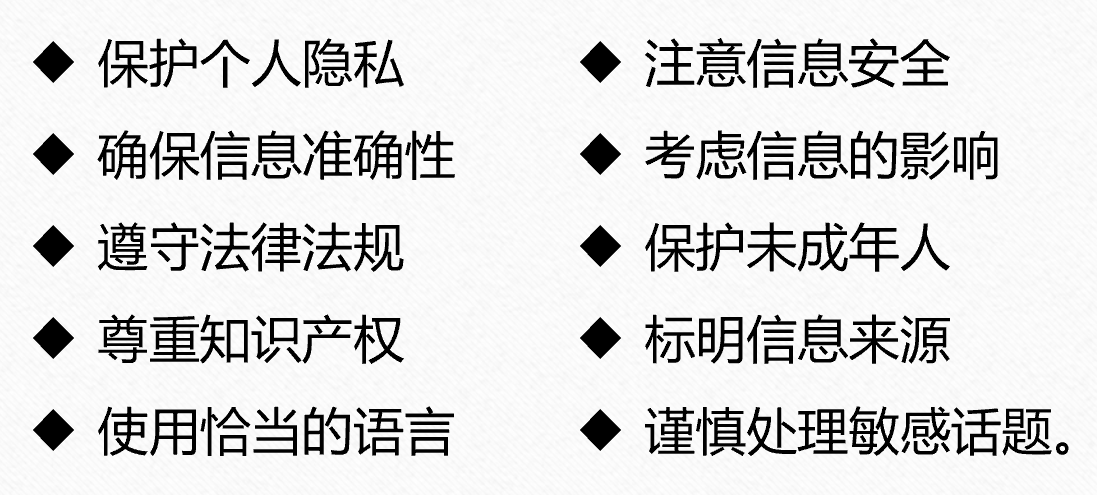 ◆ 保护个人隐私
◆ 确保信息准确性
◆ 遵守法律法规
◆ 尊重知识产权
◆ 使用恰当的语言
◆ 注意信息安全
◆ 考虑信息的影响
◆ 保护未成年人
◆ 标明信息来源
◆ 谨慎处理敏感话题。